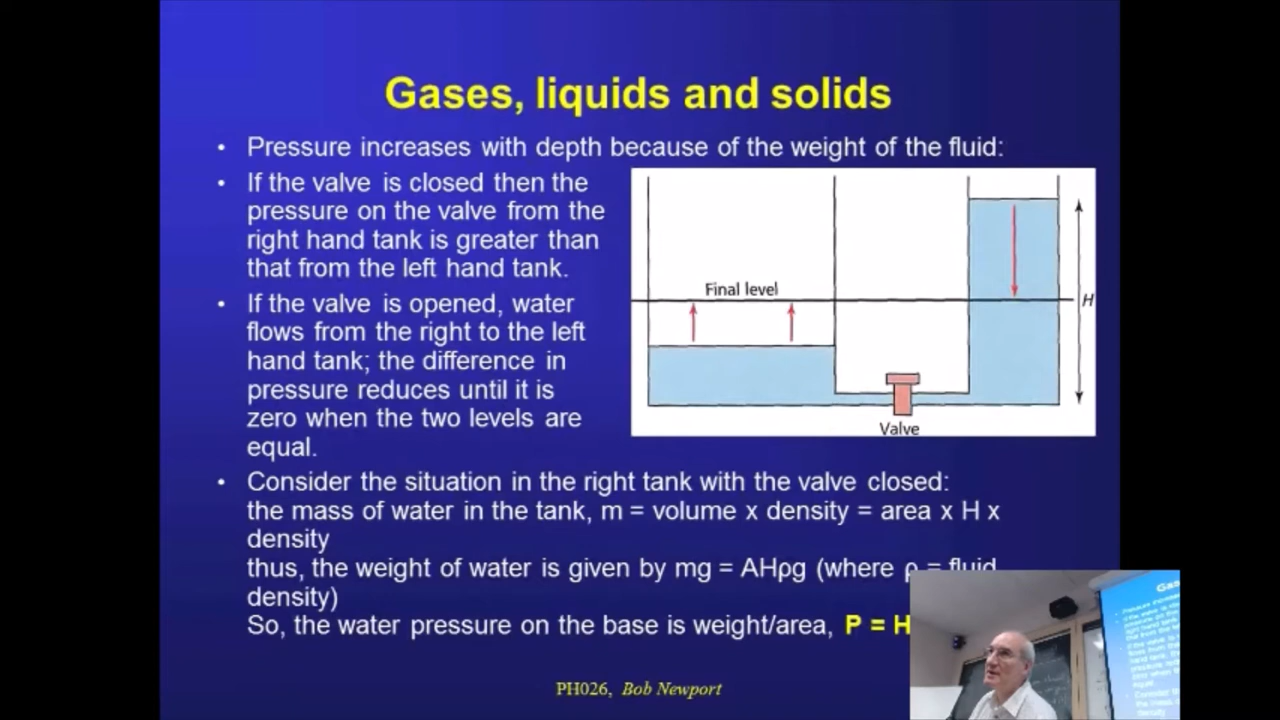 Gases, liquids and solids
• Pressure increases with depth because of the weight of the fluid:
• If the valve is closed then the
pressure on the valve from the
right hand tank is greater than
that from the left hand tank.
• If the valve is opened, water
flows from the right to the left
hand tank; the difference in
pressure reduces until it is
zero when the two levels are
equal.
Final level
H
Valve
• Consider the situation in the right tank with the valve closed:
the mass of water in the tank, m = volume x density = area x H x
density
thus, the weight of water is given by mg = AHρg (where ρ = fluid
density)
So, the water pressure on the base is weight/area, P = H
PH026, Bob Newport